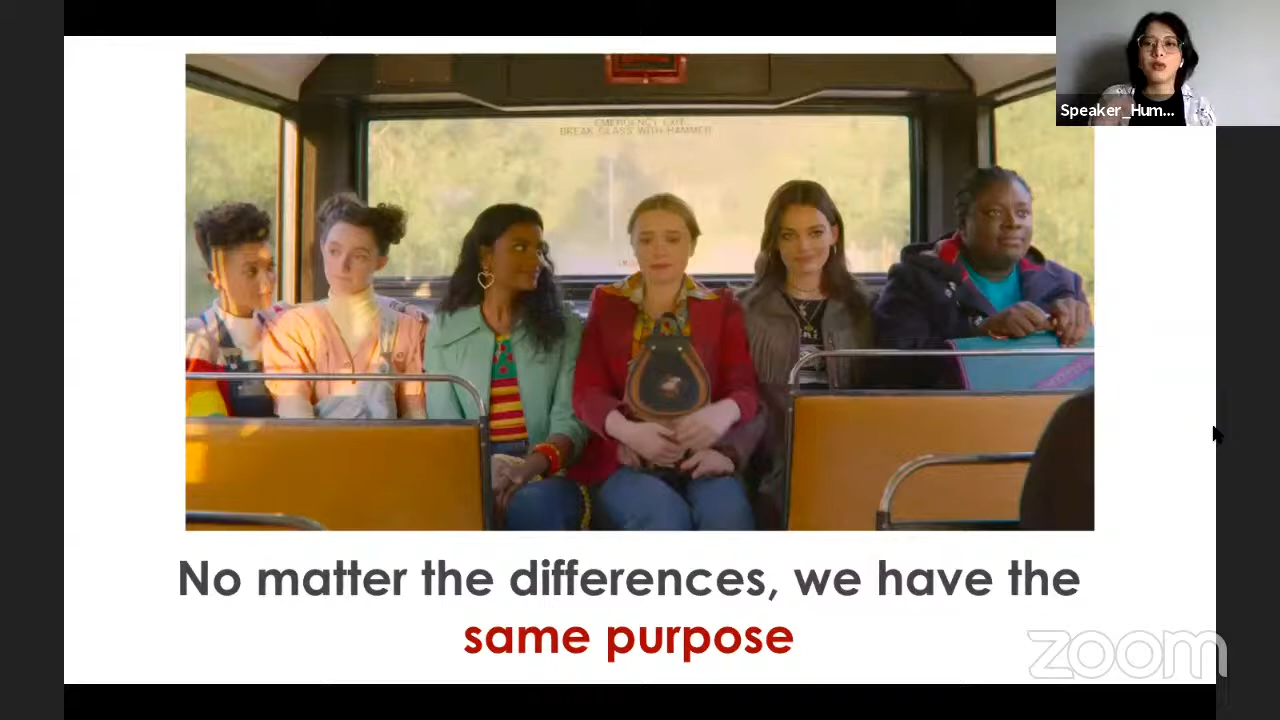 EMERGENCY EXIT
BREAK GLASS WITH HAMMER
Speaker_Hum...
No matter the differences, we have the
same purpose
zoom